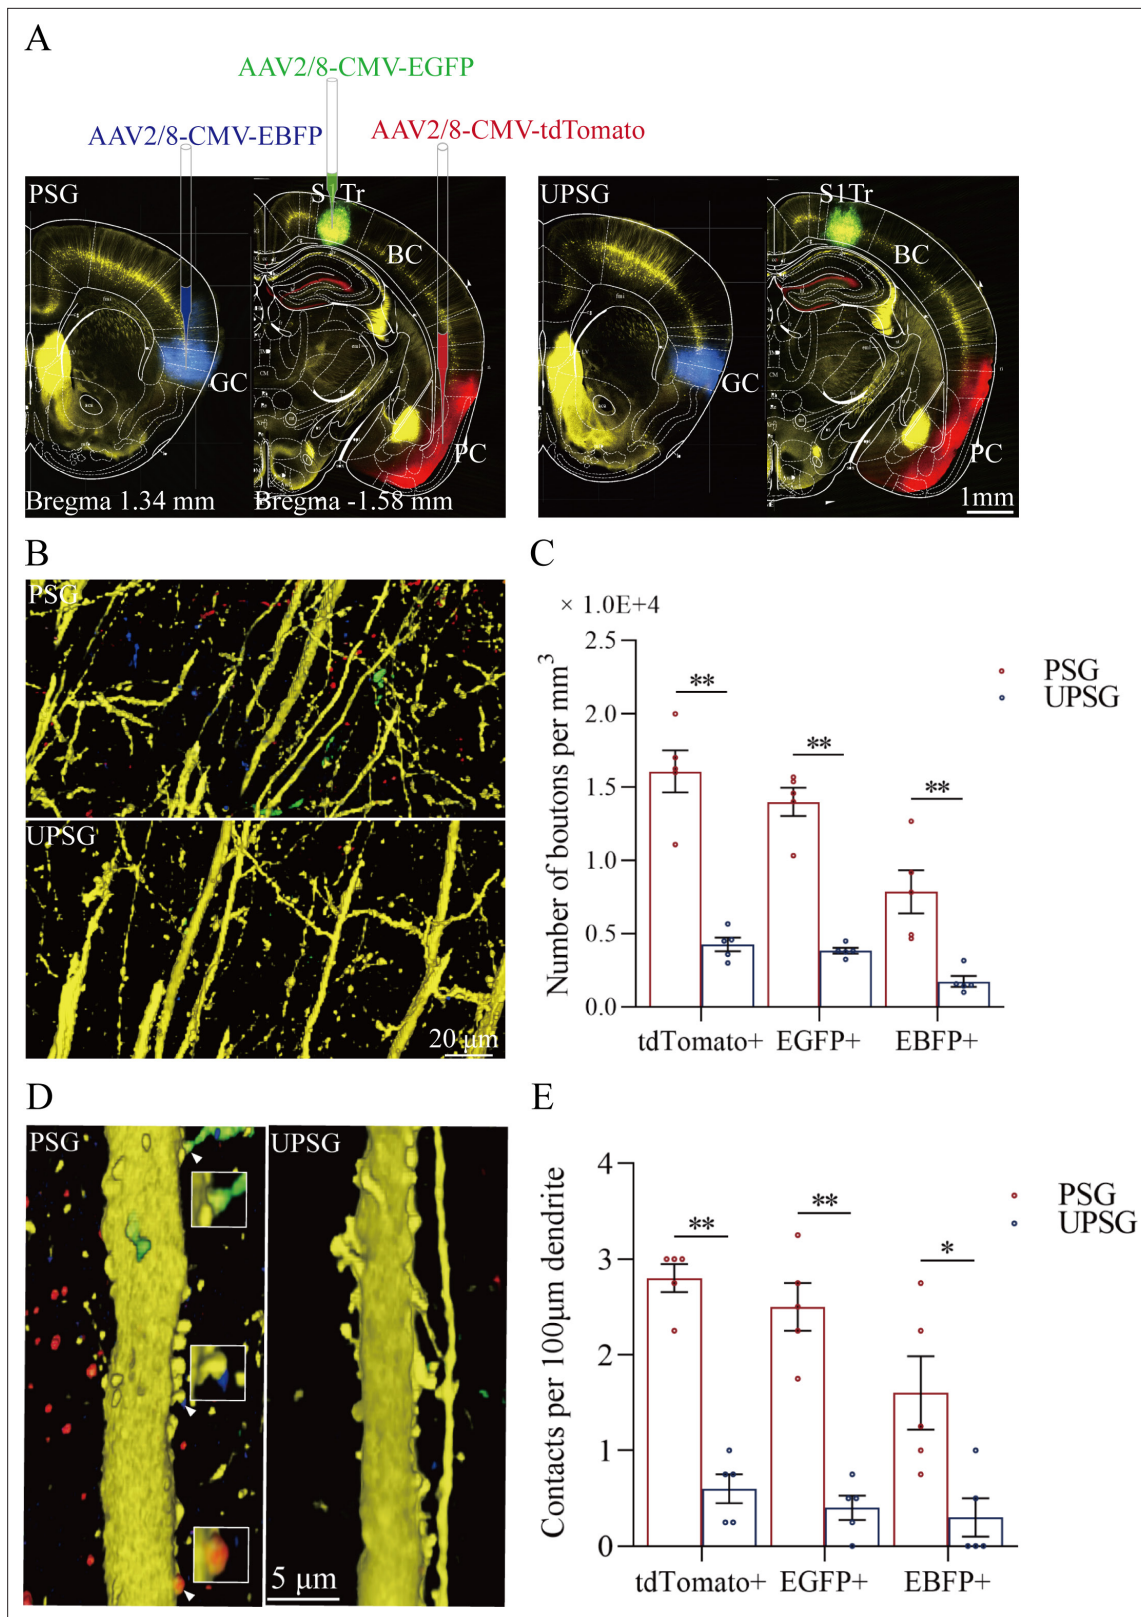 A
AAV2/8-CMV-EGFP
AAV2/8-CMV-EBFP
AAV2/8-CMV-tdTomato
PSG
S1Tr
BC
GC
PC
Bregma 1.34 mm
Bregma -1.58 mm
UPSG
S1Tr
BC
GC
PC
1mm
B
PSG
UPSG
20 μm
C
× 1.0E+4
Number of boutons per mm³
2.5
2.0
1.5
1.0
0.5
0.0
**
**
**
PSG
UPSG
tdTomato+
EGFP+
EBFP+
D
PSG
UPSG
5 μm
E
Contacts per 100μm dendrite
4
3
2
1
0
**
**
*
PSG
UPSG
tdTomato+
EGFP+
EBFP+